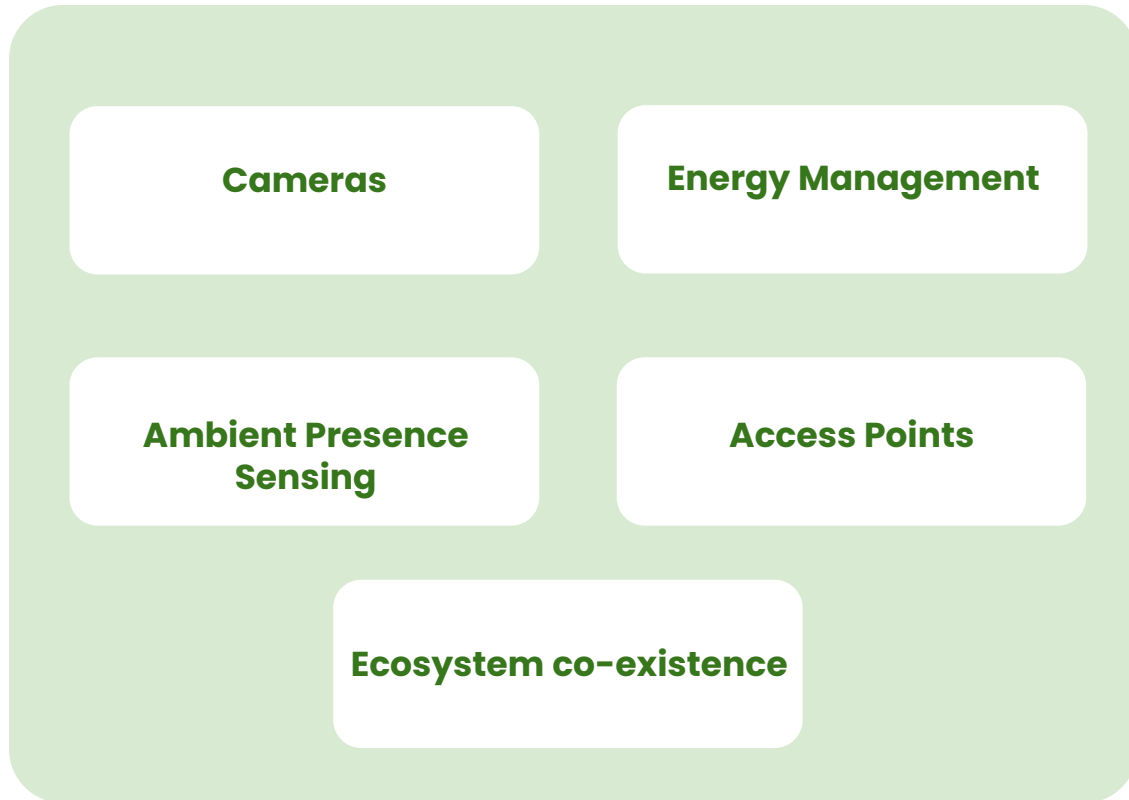 Cameras
Energy Management
Ambient Presence
Sensing
Access Points
Ecosystem co-existence